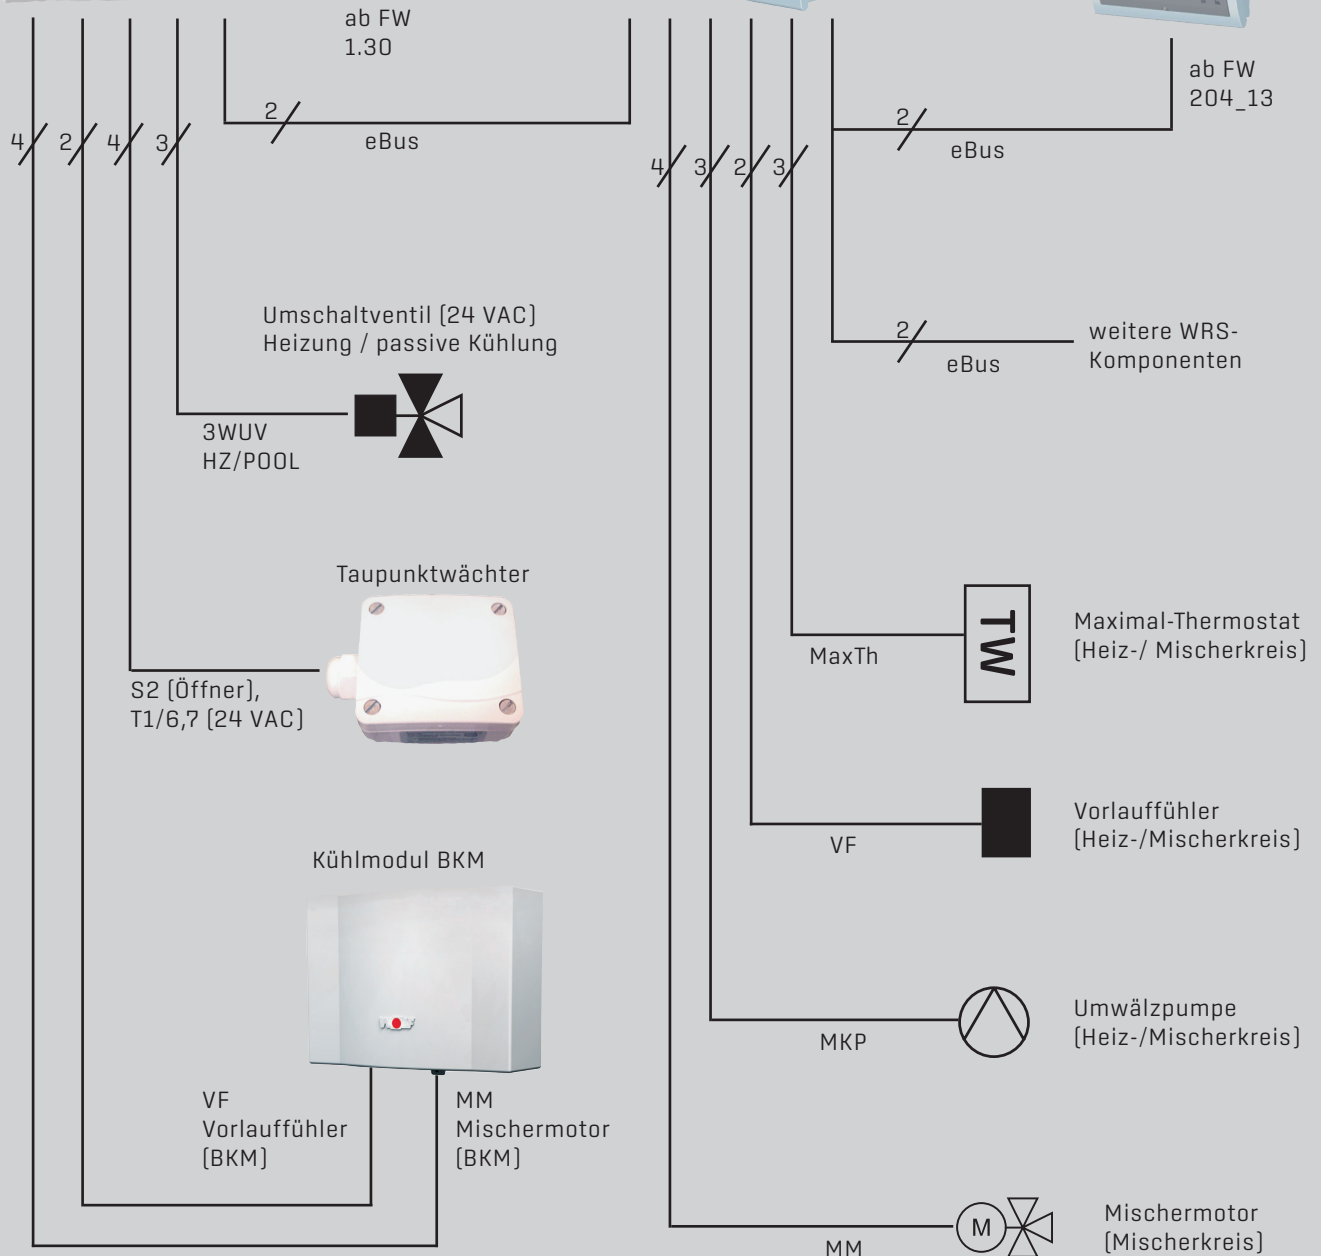 ab FW
1.30
ab FW
204_13
2
eBus
2
eBus
4
2
4
3
4
3
2
3
Umschaltventil (24 VAC)
Heizung / passive Kühlung
3WUV
HZ/POOL
2
eBus
weitere WRS-
Komponenten
Taupunktwächter
S2 (Öffner),
T1/6,7 (24 VAC)
MaxTh
TW
Maximal-Thermostat
(Heiz-/ Mischerkreis)
VF
Vorlauffühler
(Heiz-/Mischerkreis)
Kühlmodul BKM
VF
Vorlauffühler
(BKM)
MM
Mischermotor
(BKM)
MKP
Umwälzpumpe
(Heiz-/Mischerkreis)
MM
M
Mischermotor
(Mischerkreis)